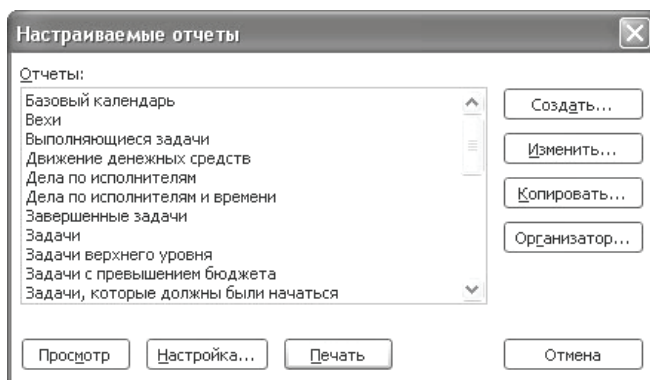 Настраиваемые отчеты
Отчеты:
Базовый календарь
Вехи
Выполняющиеся задачи
Движение денежных средств
Дела по исполнителям
Дела по исполнителям и времени
Завершенные задачи
Задачи
Задачи верхнего уровня
Задачи с превышением бюджета
Задачи, которые должны были начаться
Создать...
Изменить...
Копировать...
Организатор...
Просмотр
Настройка...
Печать
Отмена